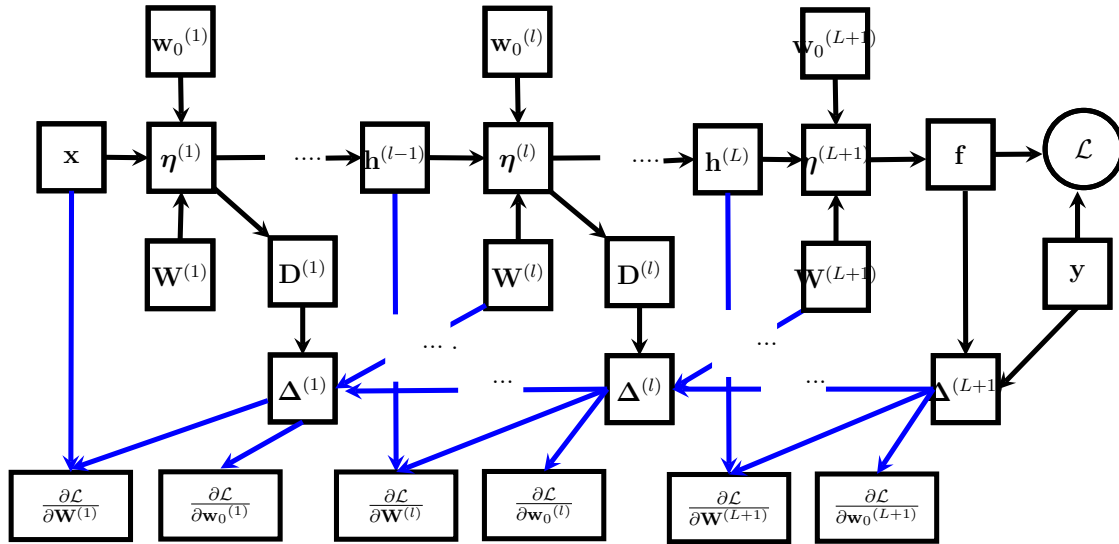 w₀⁽¹⁾ w₀⁽ˡ⁾ w₀⁽ᴸ⁺¹⁾
x η⁽¹⁾ .... h⁽ˡ⁻¹⁾ η⁽ˡ⁾ .... h⁽ᴸ⁾ η⁽ᴸ⁺¹⁾ f ℒ
W⁽¹⁾ D⁽¹⁾ W⁽ˡ⁾ D⁽ˡ⁾ W⁽ᴸ⁺¹⁾ y
... . ...
Δ⁽¹⁾ ... Δ⁽ˡ⁾ ... Δ⁽ᴸ⁺¹
∂ℒ/∂W⁽¹⁾ ∂ℒ/∂w₀⁽¹⁾ ∂ℒ/∂W⁽ˡ⁾ ∂ℒ/∂w₀⁽ˡ⁾ ∂ℒ/∂W⁽ᴸ⁺¹⁾ ∂ℒ/∂w₀⁽ᴸ⁺¹⁾